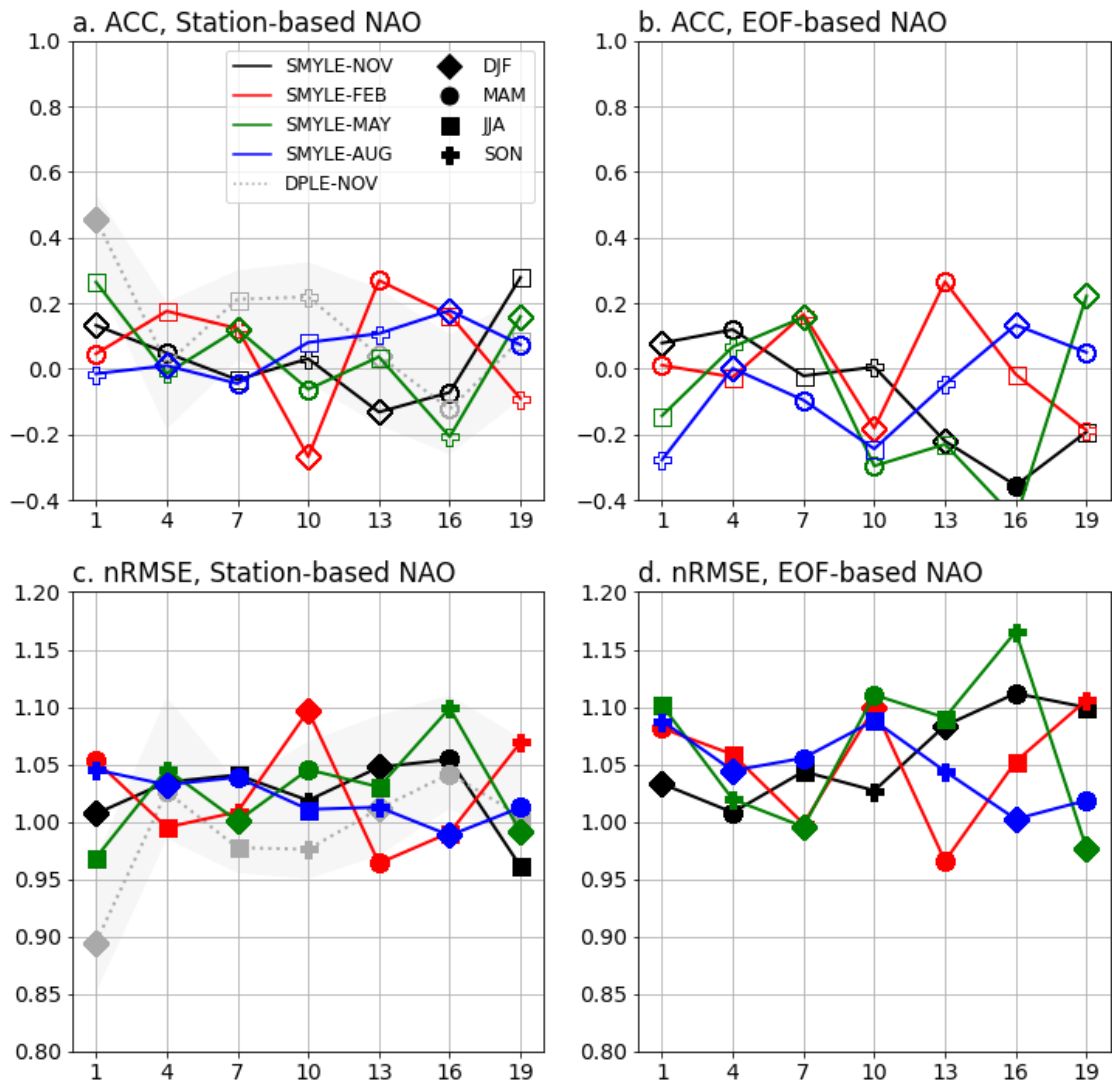 a. ACC, Station-based NAO
1.0
0.8
0.6
0.4
0.2
0.0
−0.2
−0.4
1 4 7 10 13 16 19
SMYLE-NOV
SMYLE-FEB
SMYLE-MAY
SMYLE-AUG
DPLE-NOV
DJF
MAM
JJA
SON
b. ACC, EOF-based NAO
1.0
0.8
0.6
0.4
0.2
0.0
−0.2
−0.4
1 4 7 10 13 16 19
c. nRMSE, Station-based NAO
1.20
1.15
1.10
1.05
1.00
0.95
0.90
0.85
0.80
1 4 7 10 13 16 19
d. nRMSE, EOF-based NAO
1.20
1.15
1.10
1.05
1.00
0.95
0.90
0.85
0.80
1 4 7 10 13 16 19